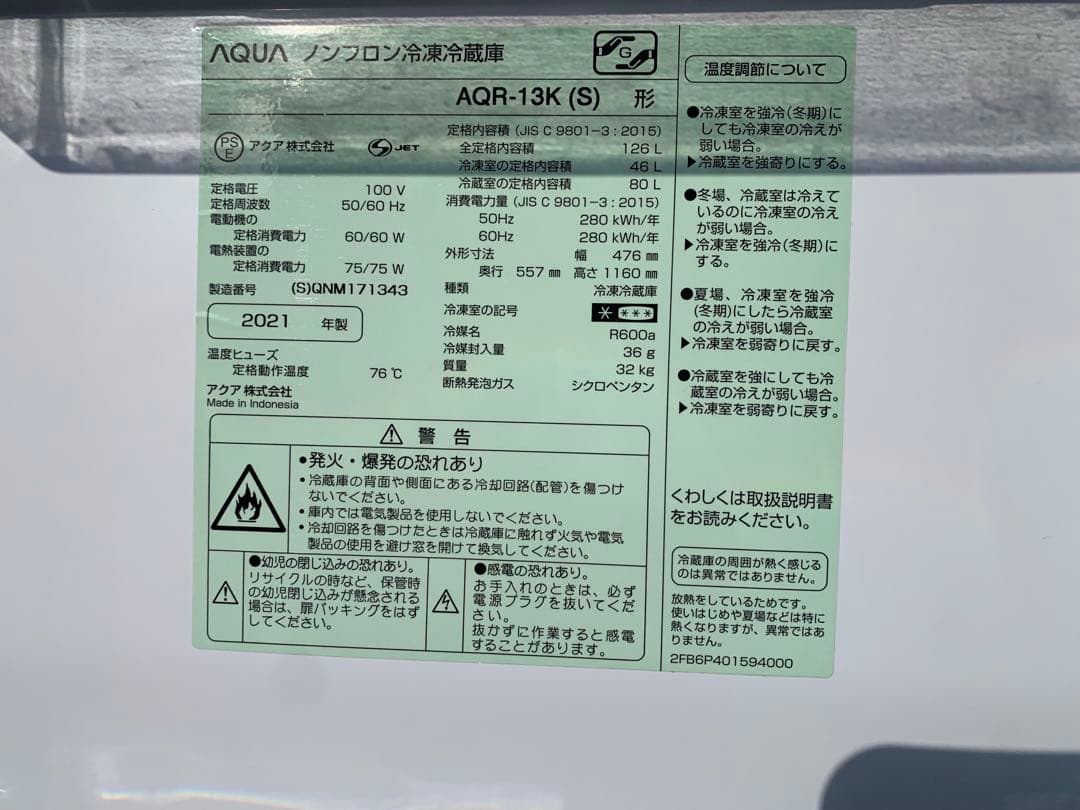 AQUA ノンフロン冷凍冷蔵庫
G
AQR-13K (S) 形
PS
E
アクア 株式会社
S JET
定格電圧 100 V
定格周波数 50/60 Hz
電動機の
定格消費電力 60/60 W
電熱装置の
定格消費電力 75/75 W
製造番号 (S)QNM171343
2021 年製
温度ヒューズ
定格動作温度 76 ℃
アクア 株式会社
Made in Indonesia
定格内容積 (JIS C 9801-3 : 2015)
全定格内容積 126 L
冷凍室の定格内容積 46 L
冷蔵室の定格内容積 80 L
消費電力量 (JIS C 9801-3 : 2015)
50Hz 280 kWh/年
60Hz 280 kWh/年
外形寸法 幅 476 ㎜
奥行 557 ㎜ 高さ 1160 ㎜
種類 冷凍冷蔵庫
冷凍室の記号 * ***
冷媒名 R600a
冷媒封入量 36 g
質量 32 kg
断熱発泡ガス シクロペンタン
⚠ 警 告
●発火・爆発の恐れあり
・冷蔵庫の背面や側面にある冷却回路(配管)を傷つけ
ないでください。
・庫内では電気製品を使用しないでください。
・冷却回路を傷つけたときは冷蔵庫に触れず火気や電気
製品の使用を避け窓を開けて換気してください。
●幼児の閉じ込みの恐れあり。
リサイクルの時など、保管時
の幼児閉じ込みが懸念される
場合は、扉パッキングをはず
してください。
●感電の恐れあり。
お手入れのときは、必ず
電源プラグを抜いてくだ
さい。
抜かずに作業すると感電
することがあります。
温度調節について
●冷凍室を強冷(冬期)に
しても冷凍室の冷えが
弱い場合。
▶冷蔵室を強寄りにする。
●冬場、冷蔵室は冷えて
いるのに冷凍室の冷え
が弱い場合。
▶冷凍室を強冷(冬期)に
する。
●夏場、冷凍室を強冷
(冬期)にしたら冷蔵室
の冷えが弱い場合。
▶冷凍室を弱寄りに戻す。
●冷蔵室を強にしても冷
蔵室の冷えが弱い場合。
▶冷凍室を弱寄りに戻す。
くわしくは取扱説明書
をお読みください。
冷蔵庫の周囲が熱く感じる
のは異常ではありません。
放熱をしているためです。
使いはじめや夏場などは特に
熱くなりますが、異常ではあ
りません。
2FB6P401594000